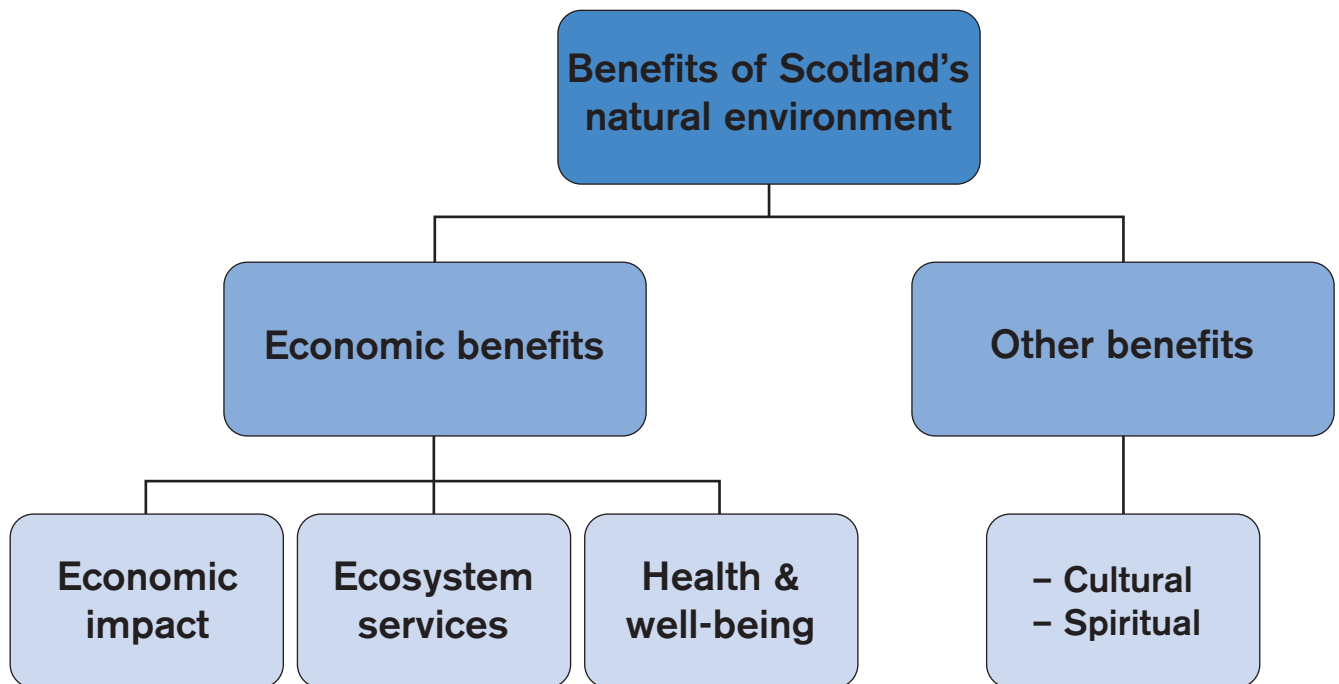 Benefits of Scotland’s
natural environment
Economic benefits
Other benefits
Economic
impact
Ecosystem
services
Health &
well-being
– Cultural
– Spiritual